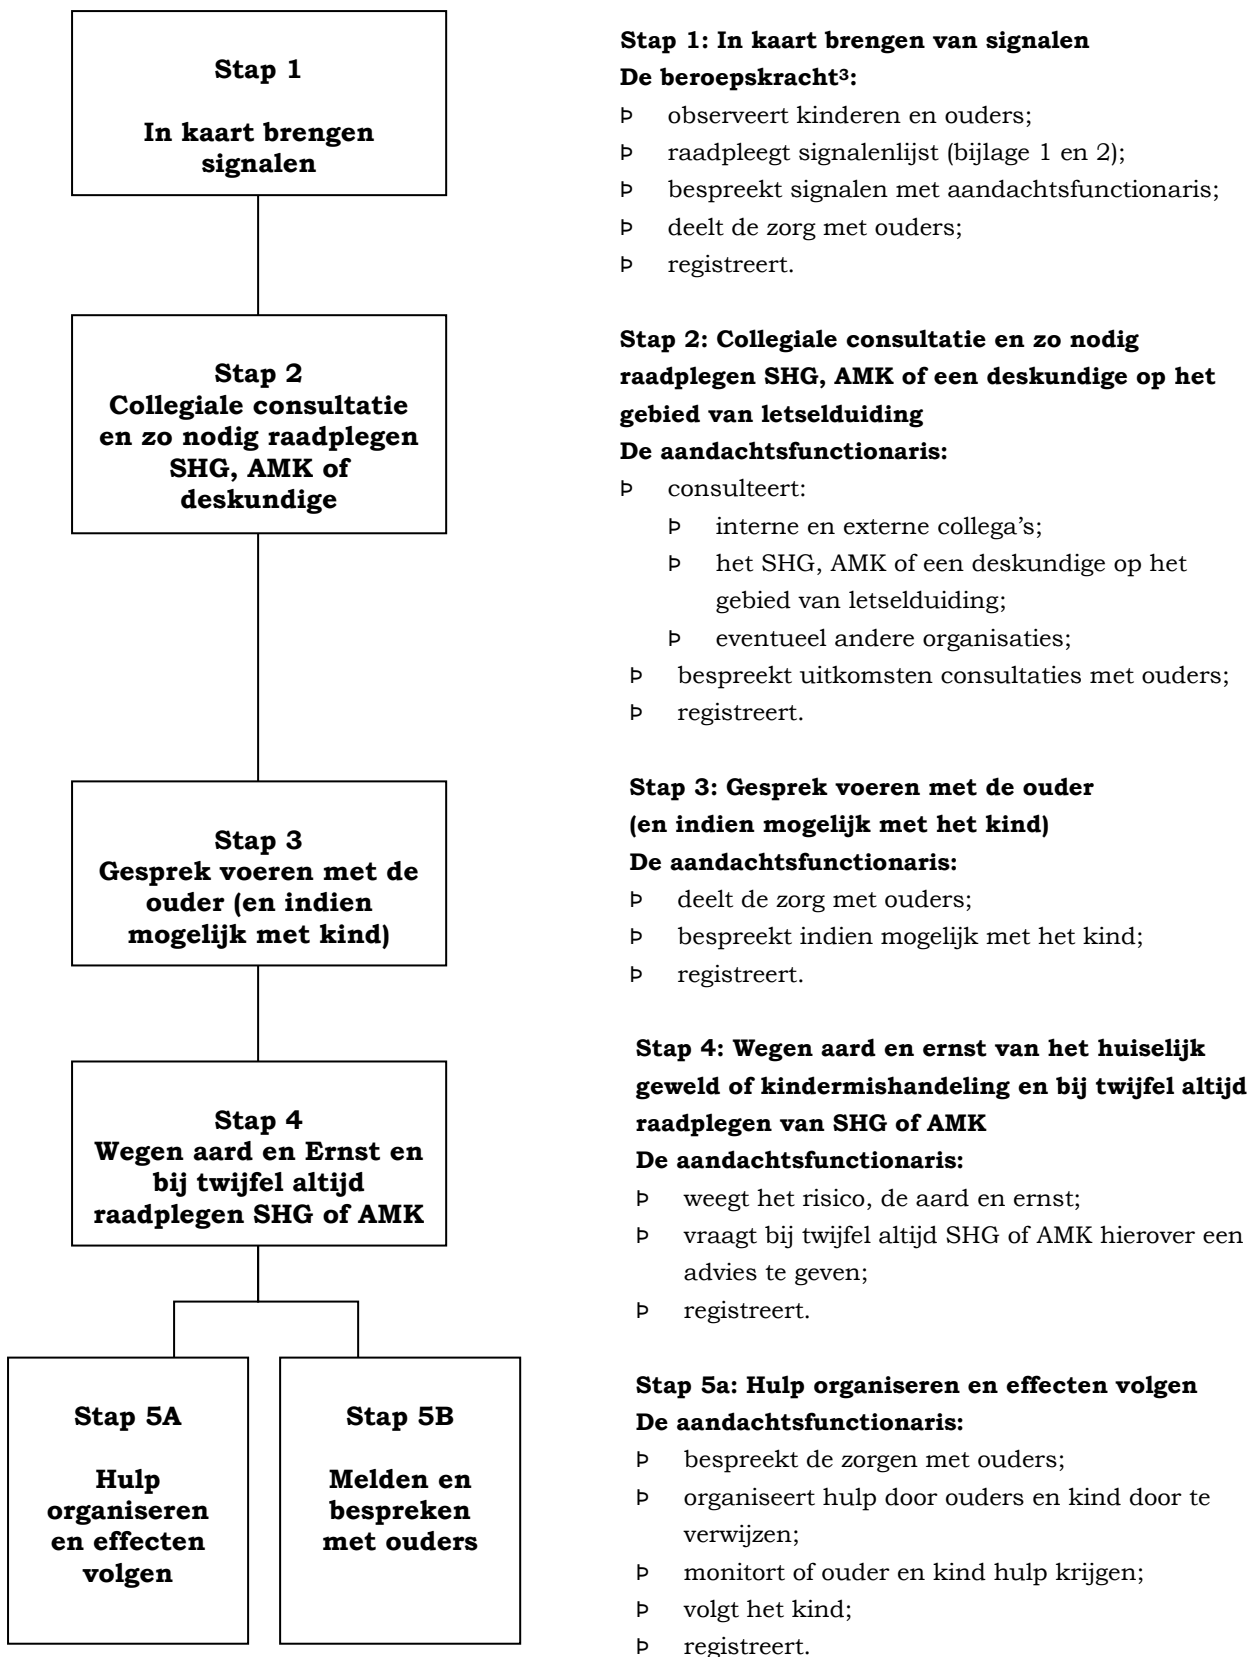 Stap 1
In kaart brengen
signalen
Stap 2
Collegiale consultatie
en zo nodig raadplegen
SHG, AMK of
deskundige
Stap 3
Gesprek voeren met de
ouder (en indien
mogelijk met kind)
Stap 4
Wegen aard en Ernst en
bij twijfel altijd
raadplegen SHG of AMK
Stap 5A
Hulp
organiseren
en effecten
volgen
Stap 5B
Melden en
bespreken
met ouders
Stap 1: In kaart brengen van signalen
De beroepskracht³:
Þ observeert kinderen en ouders;
Þ raadpleegt signalenlijst (bijlage 1 en 2);
Þ bespreekt signalen met aandachtsfunctionaris;
Þ deelt de zorg met ouders;
Þ registreert.
Stap 2: Collegiale consultatie en zo nodig
raadplegen SHG, AMK of een deskundige op het
gebied van letselduiding
De aandachtsfunctionaris:
Þ consulteert:
Þ interne en externe collega’s;
Þ het SHG, AMK of een deskundige op het
gebied van letselduiding;
Þ eventueel andere organisaties;
Þ bespreekt uitkomsten consultaties met ouders;
Þ registreert.
Stap 3: Gesprek voeren met de ouder
(en indien mogelijk met het kind)
De aandachtsfunctionaris:
Þ deelt de zorg met ouders;
Þ bespreekt indien mogelijk met het kind;
Þ registreert.
Stap 4: Wegen aard en ernst van het huiselijk
geweld of kindermishandeling en bij twijfel altijd
raadplegen van SHG of AMK
De aandachtsfunctionaris:
Þ weegt het risico, de aard en ernst;
Þ vraagt bij twijfel altijd SHG of AMK hierover een
advies te geven;
Þ registreert.
Stap 5a: Hulp organiseren en effecten volgen
De aandachtsfunctionaris:
Þ bespreekt de zorgen met ouders;
Þ organiseert hulp door ouders en kind door te
verwijzen;
Þ monitort of ouder en kind hulp krijgen;
Þ volgt het kind;
Þ registreert.